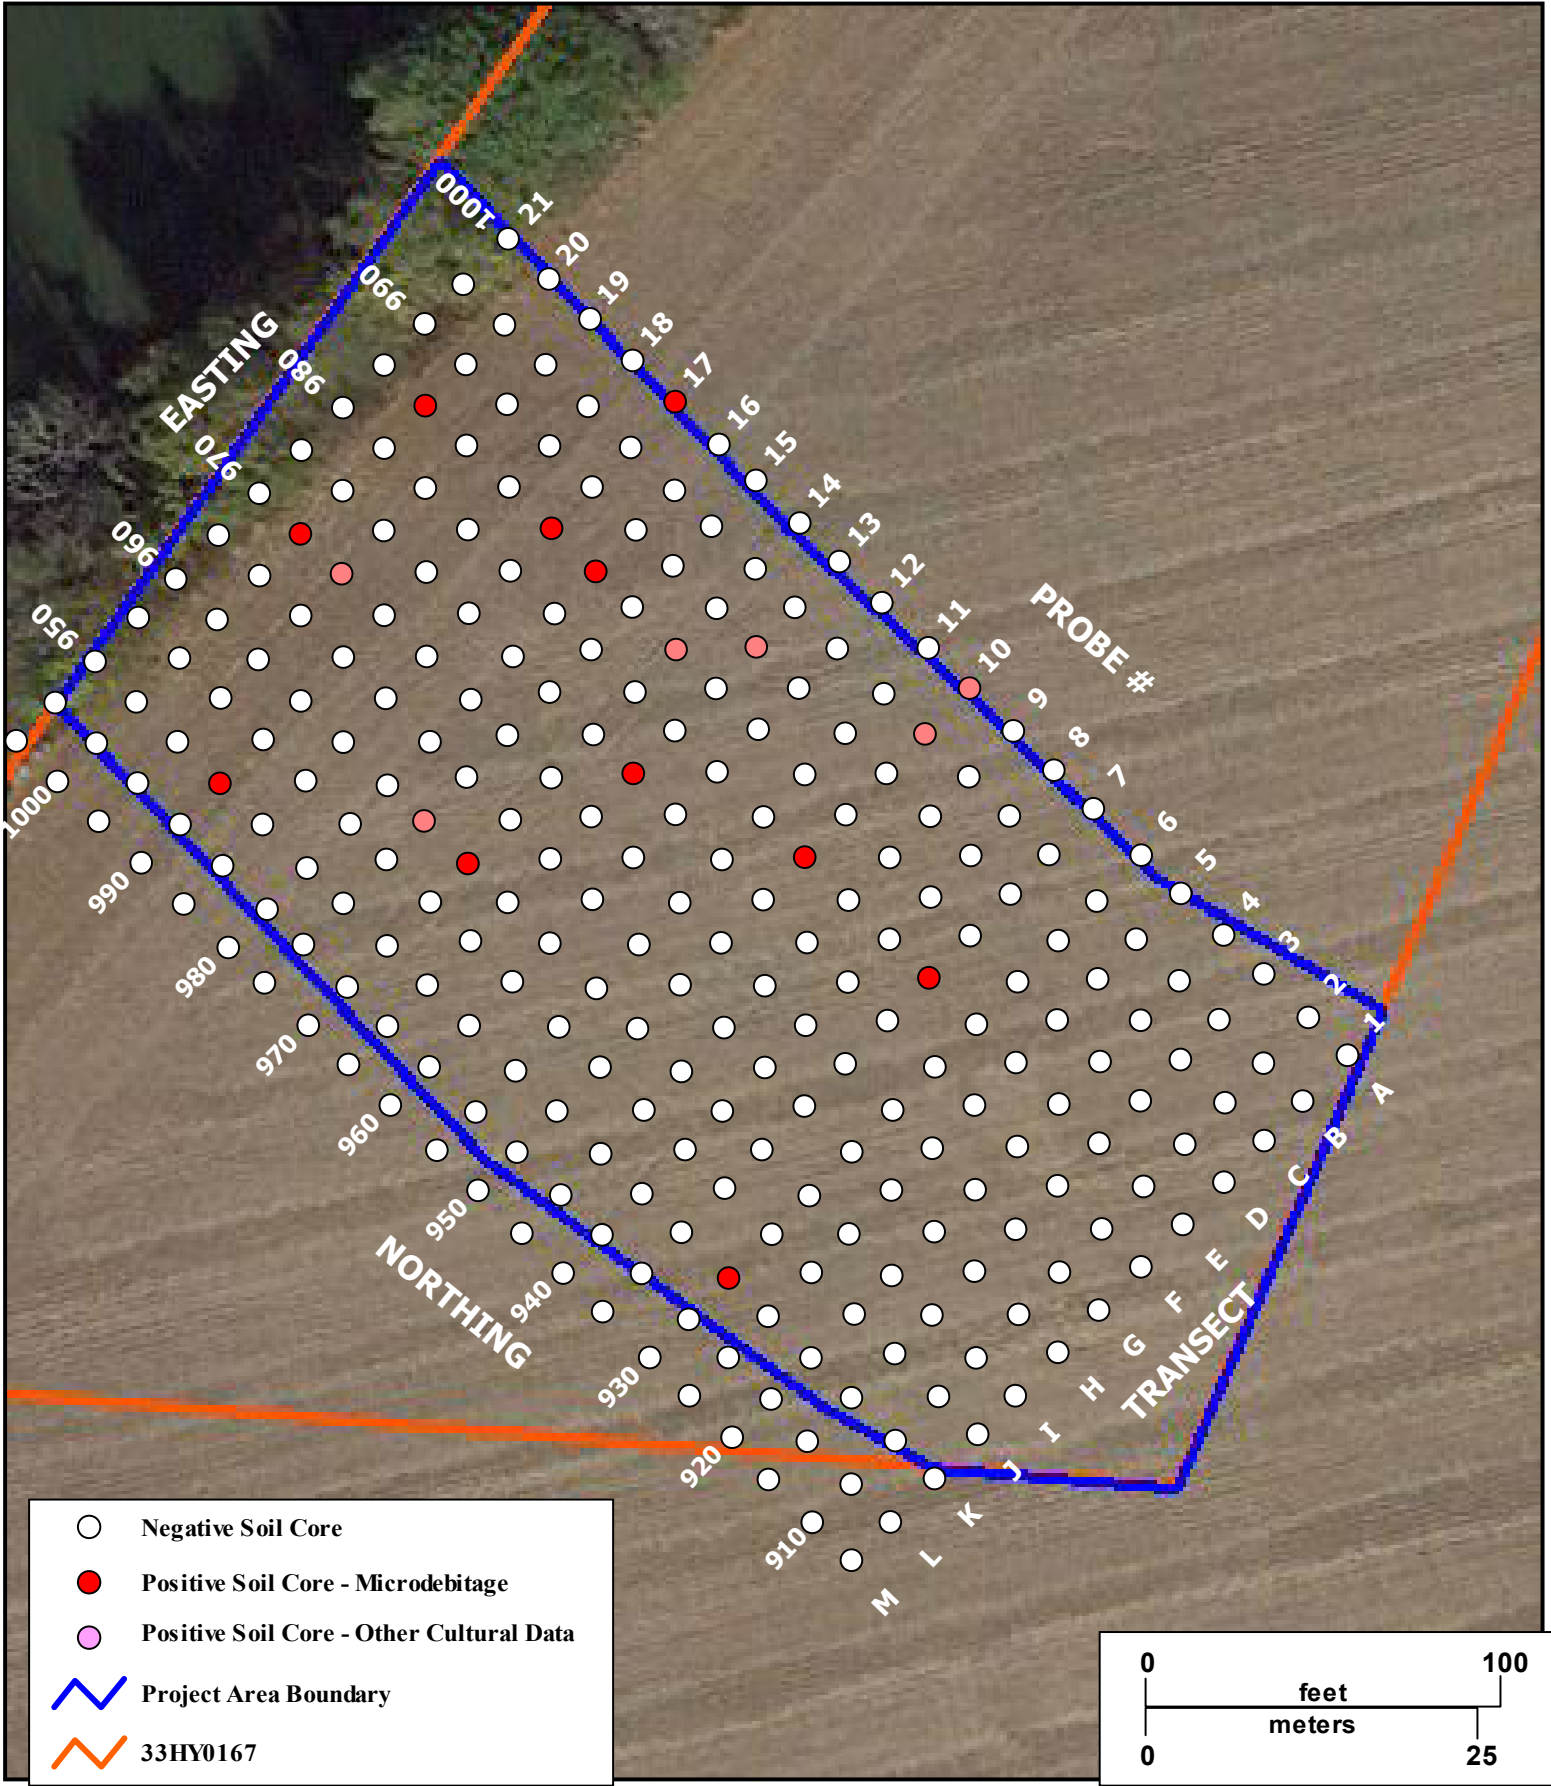 1000
21
20
19
18
17
16
15
14
13
12
11
10
9
8
7
6
5
4
3
2
1
PROBE #
EASTING
990
980
970
960
950
1000
990
980
970
960
950
940
930
920
910
NORTHING
A
B
C
D
E
F
G
H
I
J
K
L
M
TRANSECT
Negative Soil Core
Positive Soil Core - Microdebitage
Positive Soil Core - Other Cultural Data
Project Area Boundary
33HY0167
0 100
feet
meters
0 25